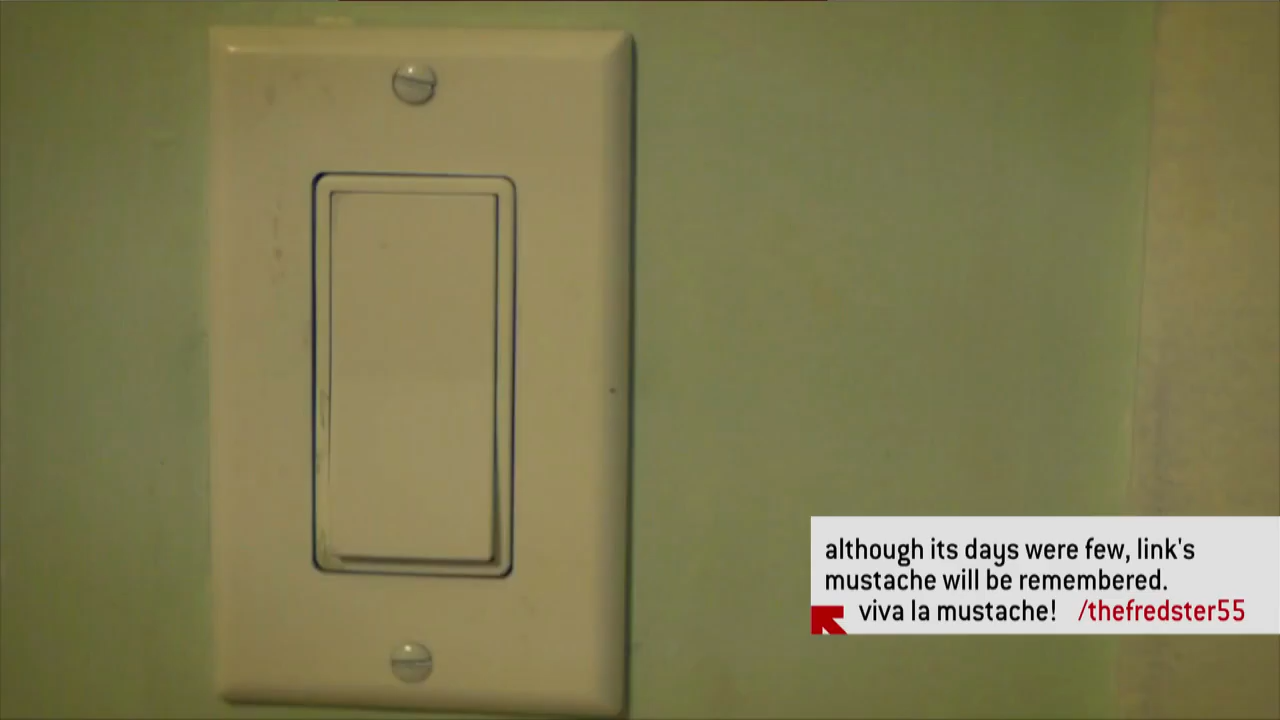 although its days were few, link's
mustache will be remembered.
viva la mustache! /thefredster55